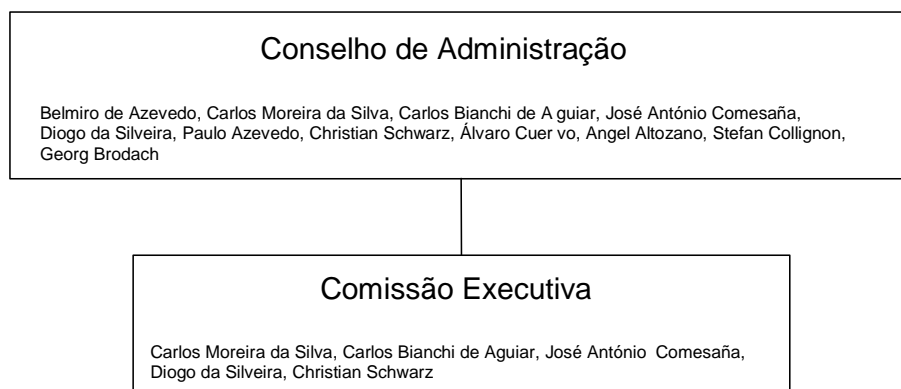 Conselho de Administração
Belmiro de Azevedo, Carlos Moreira da Silva, Carlos Bianchi de A guiar, José António Comesaña,
Diogo da Silveira, Paulo Azevedo, Christian Schwarz, Álvaro Cuer vo, Angel Altozano, Stefan Collignon,
Georg Brodach
Comissão Executiva
Carlos Moreira da Silva, Carlos Bianchi de Aguiar, José António  Comesaña,
Diogo da Silveira, Christian Schwarz